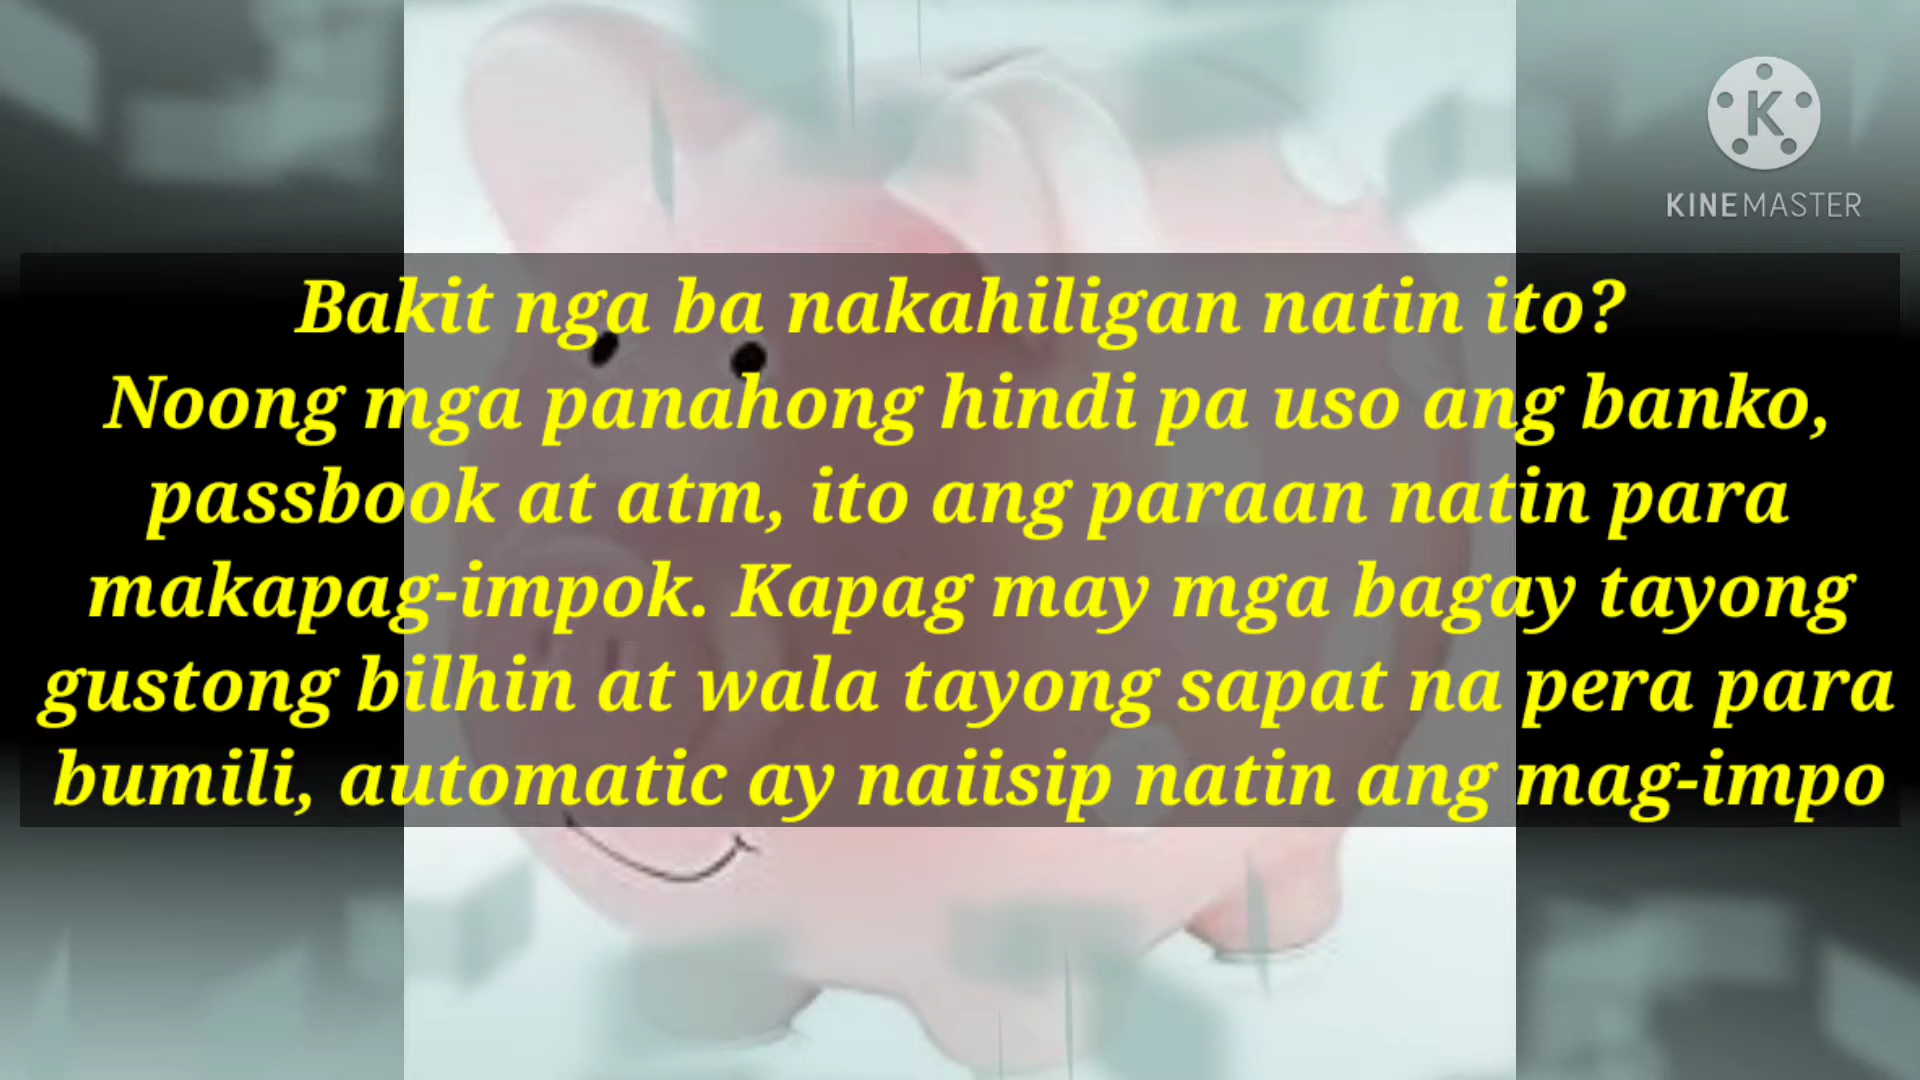 KINEMASTER
Bakit nga ba nakahiligan natin ito?
Noong mga panahong hindi pa uso ang banko,
passbook at atm, ito ang paraan natin para
makapag-impok. Kapag may mga bagay tayong
gustong bilhin at wala tayong sapat na pera para
bumili, automatic ay naiisip natin ang mag-impo